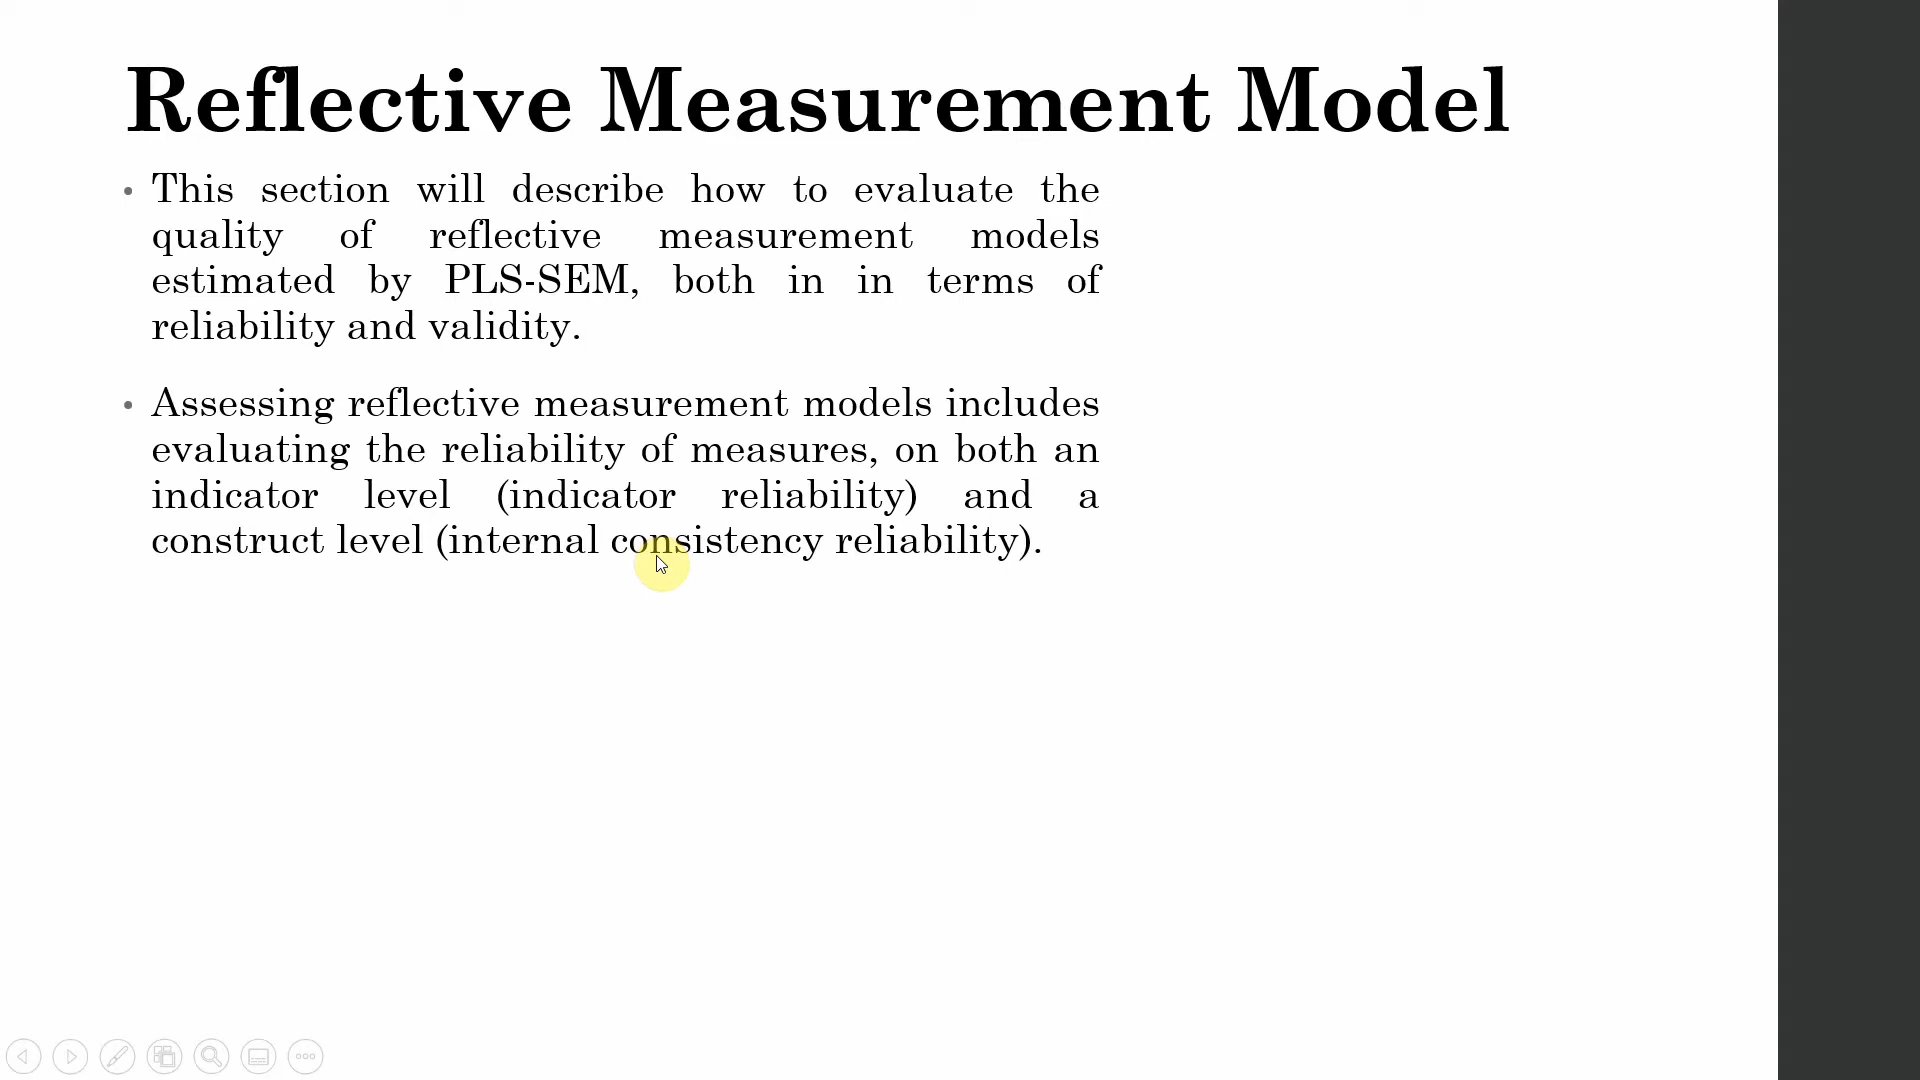 Reflective Measurement Model
• This section will describe how to evaluate the
quality of reflective measurement models
estimated by PLS-SEM, both in in terms of
reliability and validity.
• Assessing reflective measurement models includes
evaluating the reliability of measures, on both an
indicator level (indicator reliability) and a
construct level (internal consistency reliability).